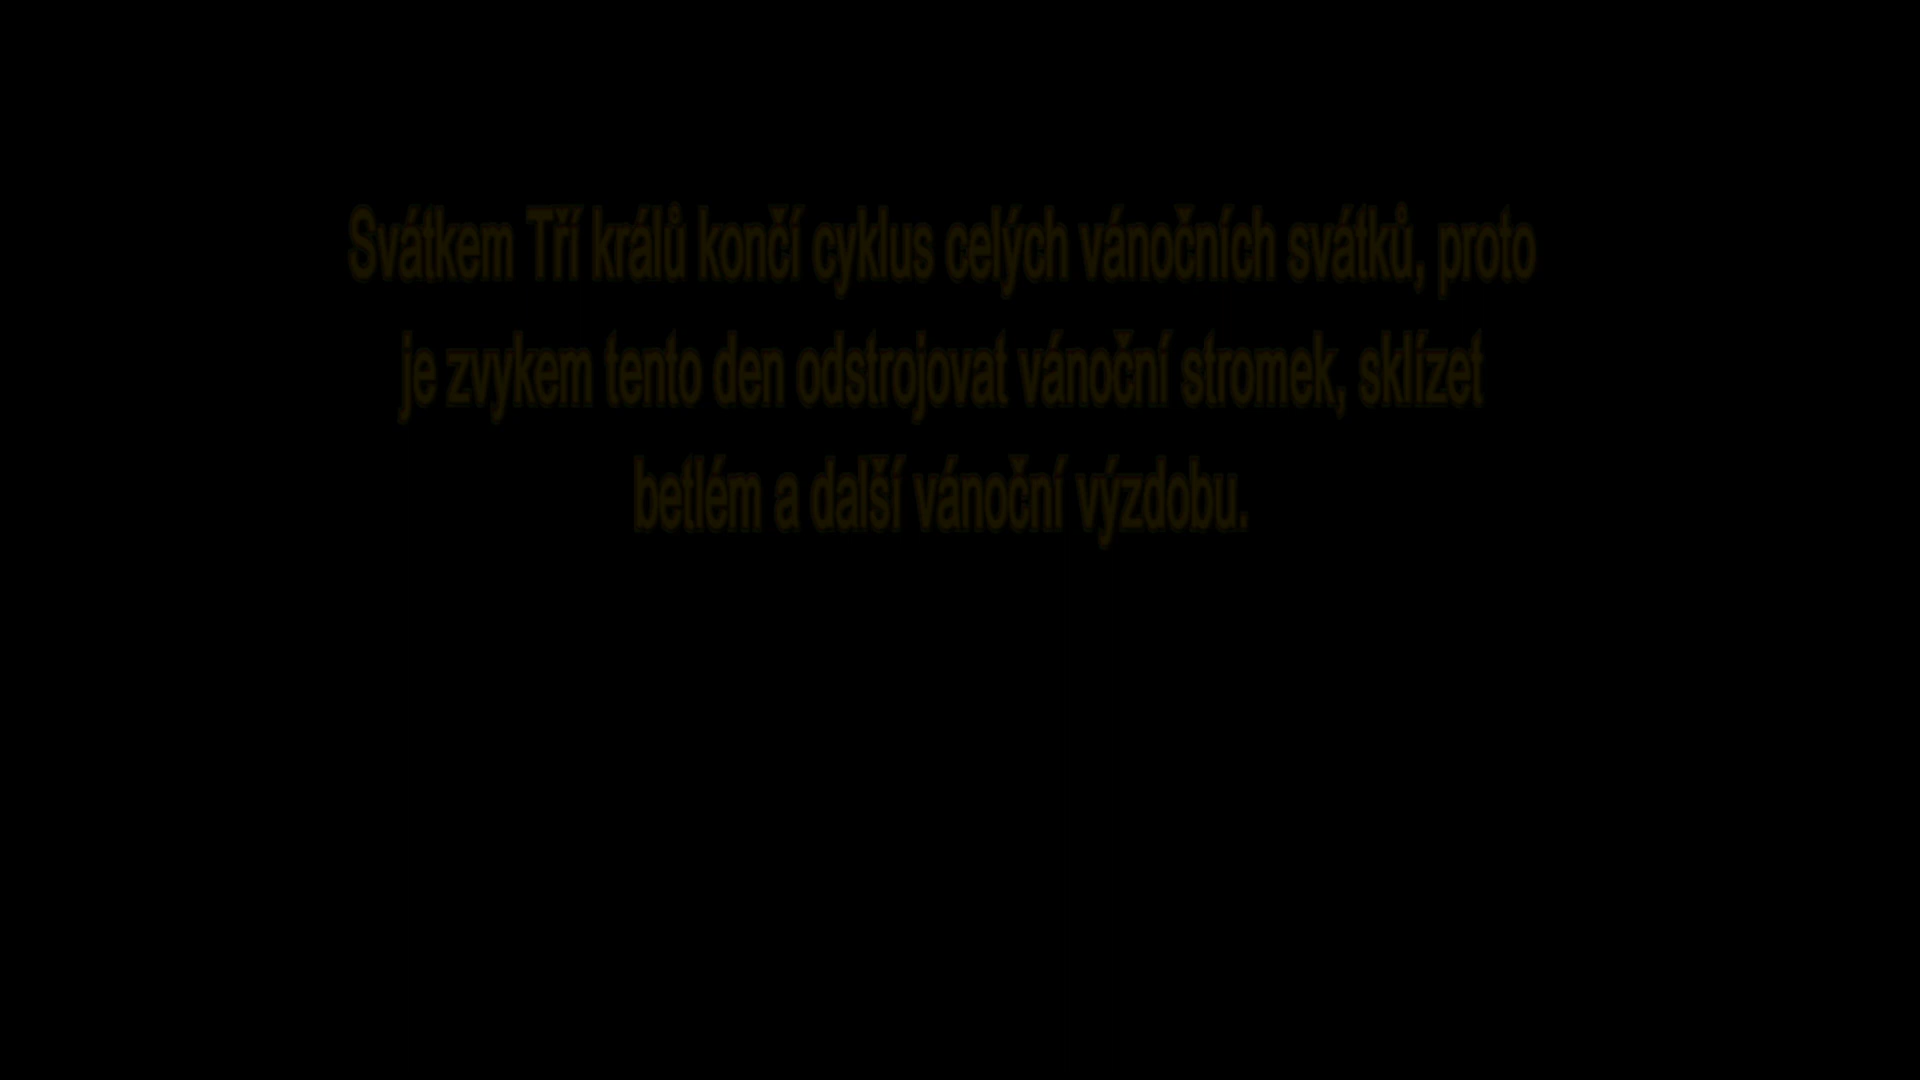 Svátkem Tří králů končí cyklus celých vánočních svátků, proto
je zvykem tento den odstrojovat vánoční stromek, sklízet
betlém a další vánoční výzdobu.